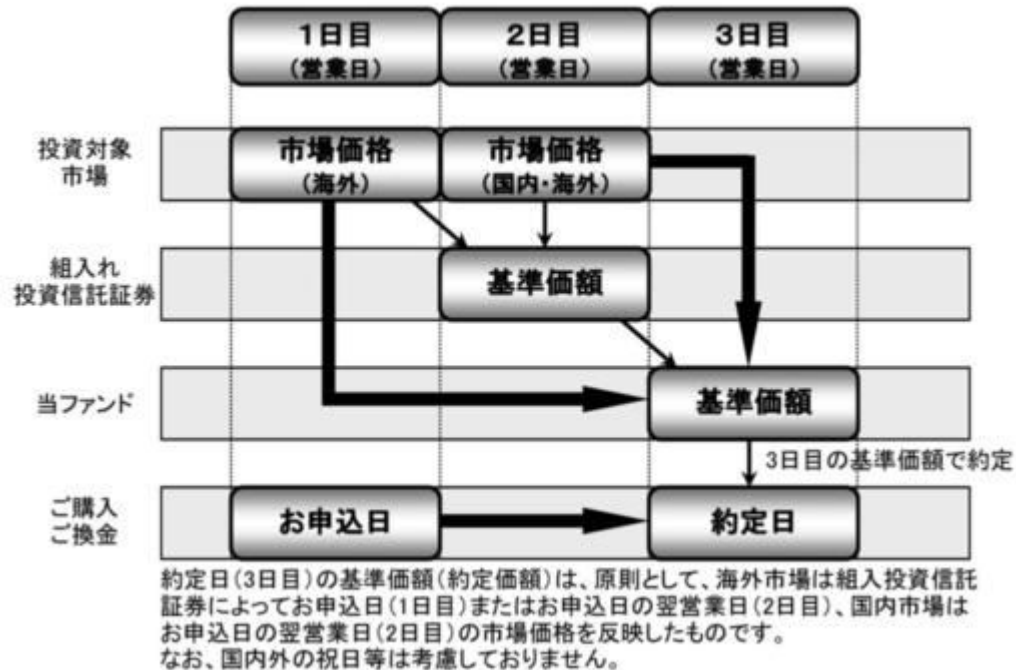 1日目
(営業日)
2日目
(営業日)
3日目
(営業日)
投資対象
市場
市場価格
(海外)
市場価格
(国内・海外)
組入れ
投資信託証券
基準価額
当ファンド
基準価額
3日目の基準価額で約定
ご購入
ご換金
お申込日
約定日
約定日(3日目)の基準価額(約定価額)は、原則として、海外市場は組入投資信託
証券によってお申込日(1日目)またはお申込日の翌営業日(2日目)、国内市場は
お申込日の翌営業日(2日目)の市場価格を反映したものです。
なお、国内外の祝日等は考慮しておりません。